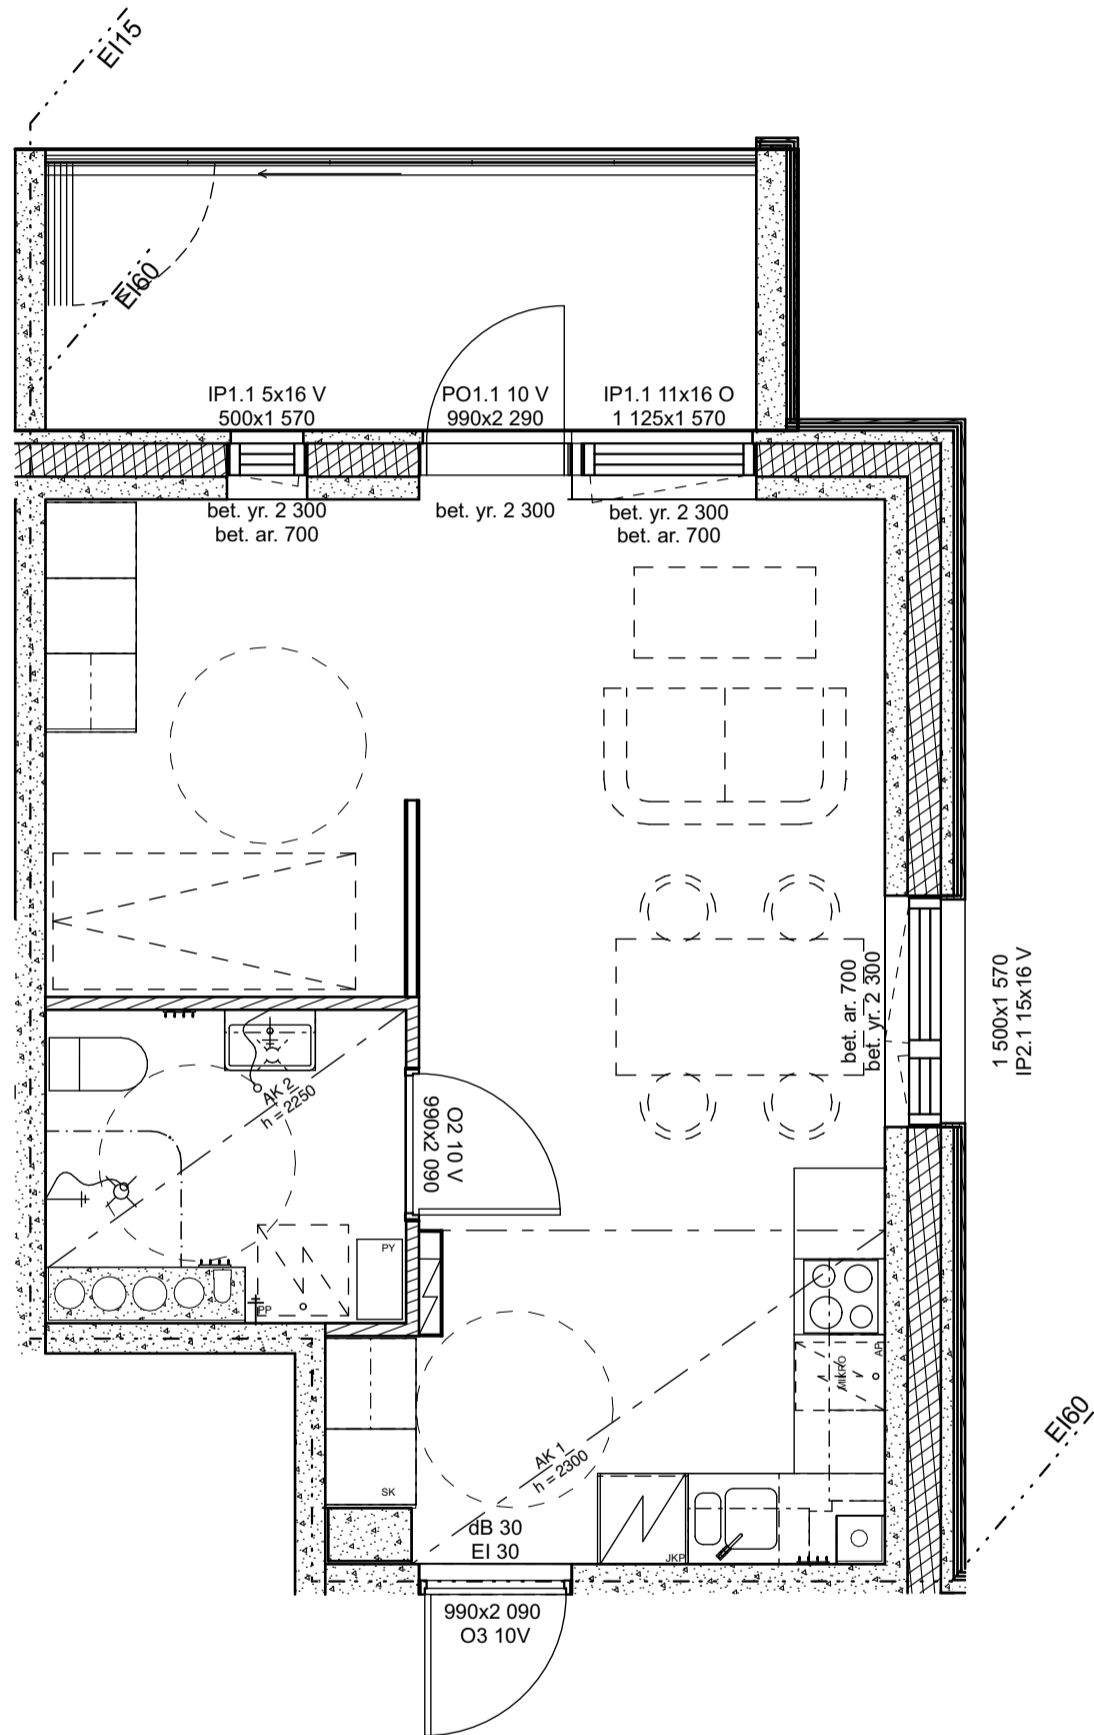 EI15
EI60
IP1.1 5x16 V
500x1 570
PO1.1 10 V
990x2 290
IP1.1 11x16 O
1 125x1 570
bet. yr. 2 300
bet. ar. 700
bet. yr. 2 300
bet. yr. 2 300
bet. ar. 700
bet. ar. 700
bet. yr. 2 300
1 500x1 570
IP2.1 15x16 V
AK 2
h = 2250
O2 10 V
990x2 090
PY
PP
MIKRO
AP
EI60
AK 1
h = 2300
SK
JKP
dB 30
EI 30
990x2 090
O3 10V